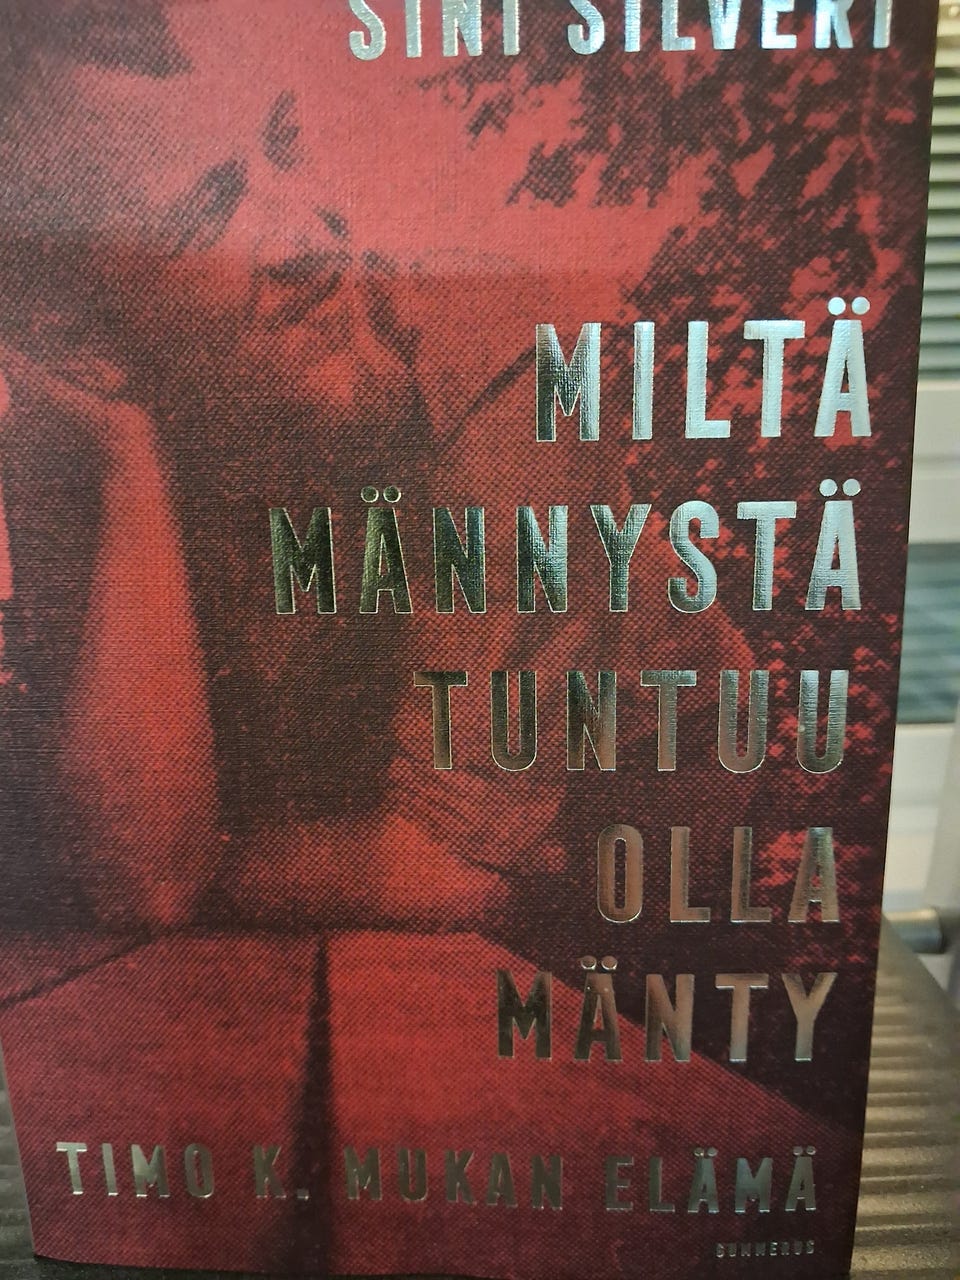 SINI SILVERI
MILTÄ
MÄNNYSTÄ
TUNTUU
OLLA
MÄNTY
TIMO K. MUKAN ELÄMÄ
GUMMERUS